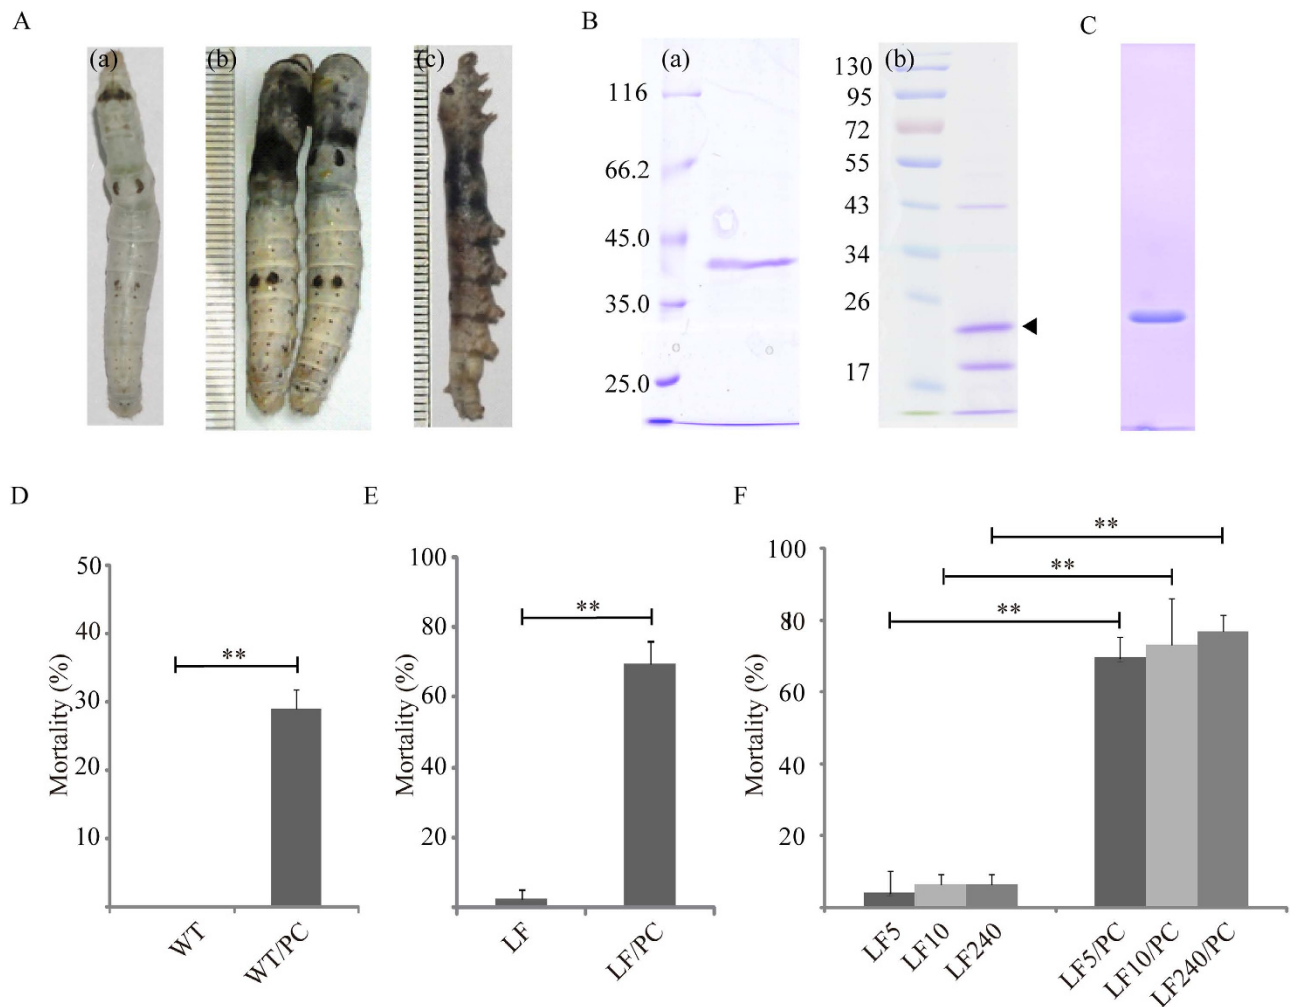 A
B
C
(a)
(b)
(c)
(a)
(b)
116
66.2
45.0
35.0
25.0
130
95
72
55
43
34
26
17
D
E
F
Mortality (%)
50
40
30
20
10
**
WT
WT/PC
Mortality (%)
100
80
60
40
20
**
LF
LF/PC
Mortality (%)
100
80
60
40
20
**
**
**
LF5
LF10
LF240
LF5/PC
LF10/PC
LF240/PC